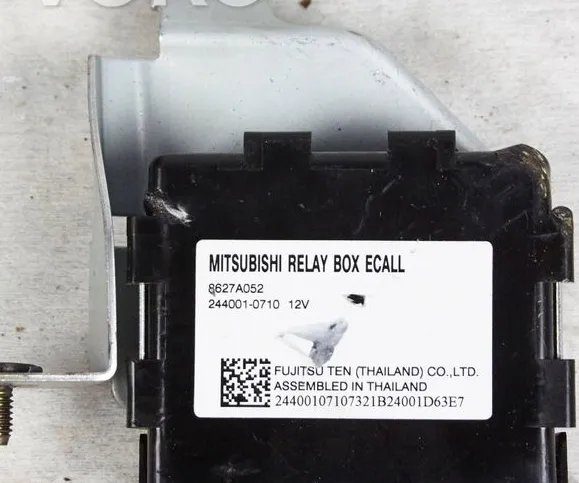 MITSUBISHI RELAY BOX ECALL
8627A052
244001-0710 12V
FUJITSU TEN (THAILAND) CO.,LTD.
ASSEMBLED IN THAILAND
24400107107321B24001D63E7